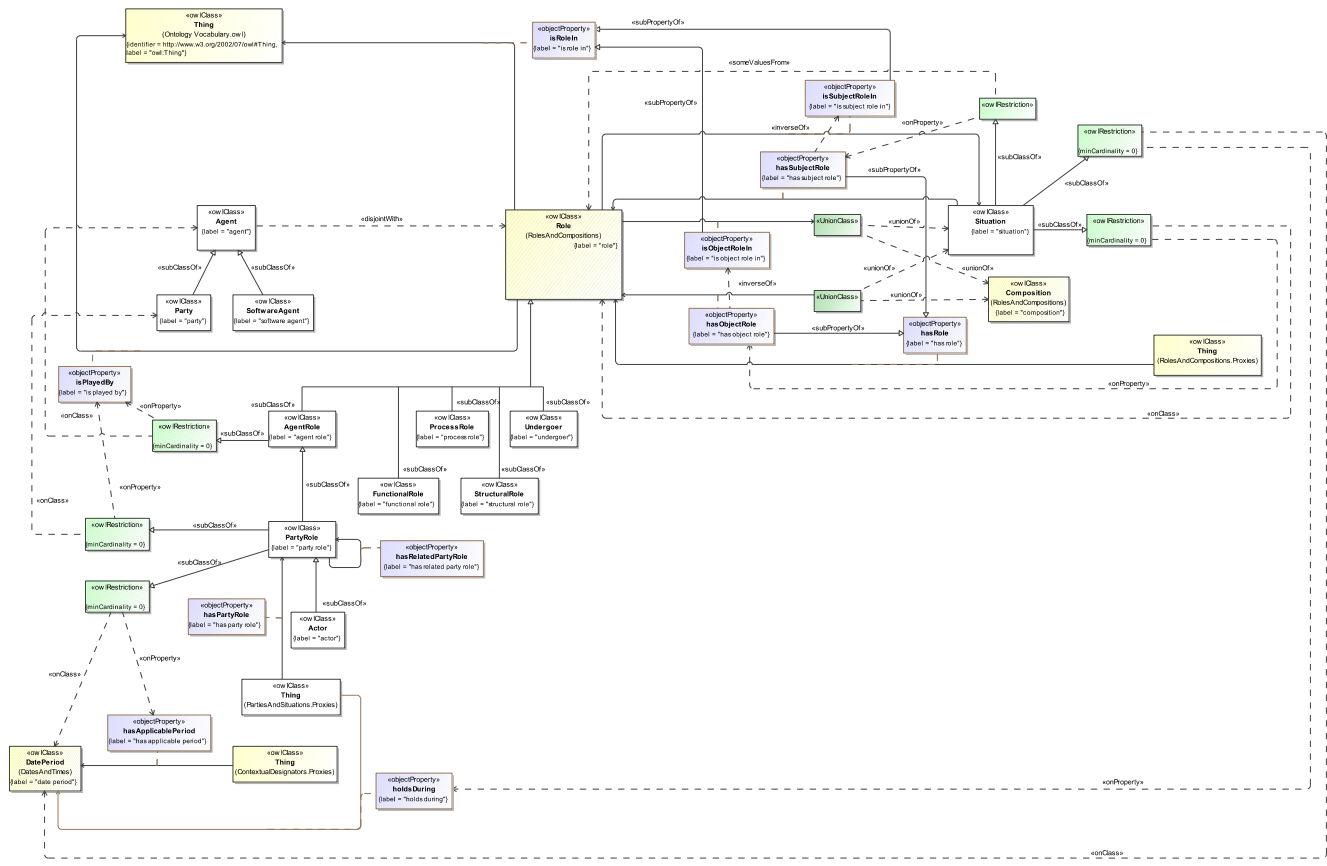 «owlClass»
Thing
(Ontology Vocabulary.owl)
{identifier = http://www.w3.org/2002/07/owl#Thing,
label = "owl:Thing"}
«objectProperty»
isRoleIn
{label = "is role in"}
«subPropertyOf»
«someValuesFrom»
«objectProperty»
isSubjectRoleIn
{label = "is subject role in"}
«subPropertyOf»
«owlRestriction»
«onProperty»
«inverseOf»
«owlRestriction»
{minCardinality = 0}
«objectProperty»
hasSubjectRole
{label = "has subject role"}
«subClassOf»
«subPropertyOf»
«subClassOf»
«owlClass»
Agent
{label = "agent"}
«disjointWith»
«owlClass»
Role
(RolesAndCompositions)
{label = "role"}
«UnionClass»
«unionOf»
«owlClass»
Situation
{label = "situation"}
«subClassOf»
«owlRestriction»
{minCardinality = 0}
«objectProperty»
isObjectRoleIn
{label = "is object role in"}
«subClassOf»
«subClassOf»
«unionOf»
«unionOf»
«inverseOf»
«owlClass»
Party
{label = "party"}
«owlClass»
SoftwareAgent
{label = "software agent"}
«UnionClass»
«unionOf»
«owlClass»
Composition
(RolesAndCompositions)
{label = "composition"}
«objectProperty»
hasObjectRole
{label = "has object role"}
«subPropertyOf»
«objectProperty»
hasRole
{label = "has role"}
«owlClass»
Thing
(RolesAndCompositions.Proxies)
«objectProperty»
isPlayedBy
{label = "is played by"}
«onProperty»
«onClass»
«onProperty»
«onClass»
«subClassOf»
«subClassOf»
«subClassOf»
«owlRestriction»
{minCardinality = 0}
«subClassOf»
«owlClass»
AgentRole
{label = "agent role"}
«owlClass»
ProcessRole
{label = "process role"}
«owlClass»
Undergoer
{label = "undergoer"}
«subClassOf»
«subClassOf»
«subClassOf»
«onProperty»
«onClass»
«owlClass»
FunctionalRole
{label = "functional role"}
«owlClass»
StructuralRole
{label = "structural role"}
«owlRestriction»
{minCardinality = 0}
«subClassOf»
«owlClass»
PartyRole
{label = "party role"}
«objectProperty»
hasRelatedPartyRole
{label = "has related party role"}
«subClassOf»
«owlRestriction»
{minCardinality = 0}
«subClassOf»
«objectProperty»
hasPartyRole
{label = "has party role"}
«owlClass»
Actor
{label = "actor"}
«onClass»
«onProperty»
«owlClass»
Thing
(PartiesAndSituations.Proxies)
«objectProperty»
hasApplicablePeriod
{label = "has applicable period"}
«owlClass»
DatePeriod
(DatesAndTimes)
{label = "date period"}
«owlClass»
Thing
(ContextualDesignators.Proxies)
«objectProperty»
holdsDuring
{label = "holds during"}
«onProperty»
«onClass»